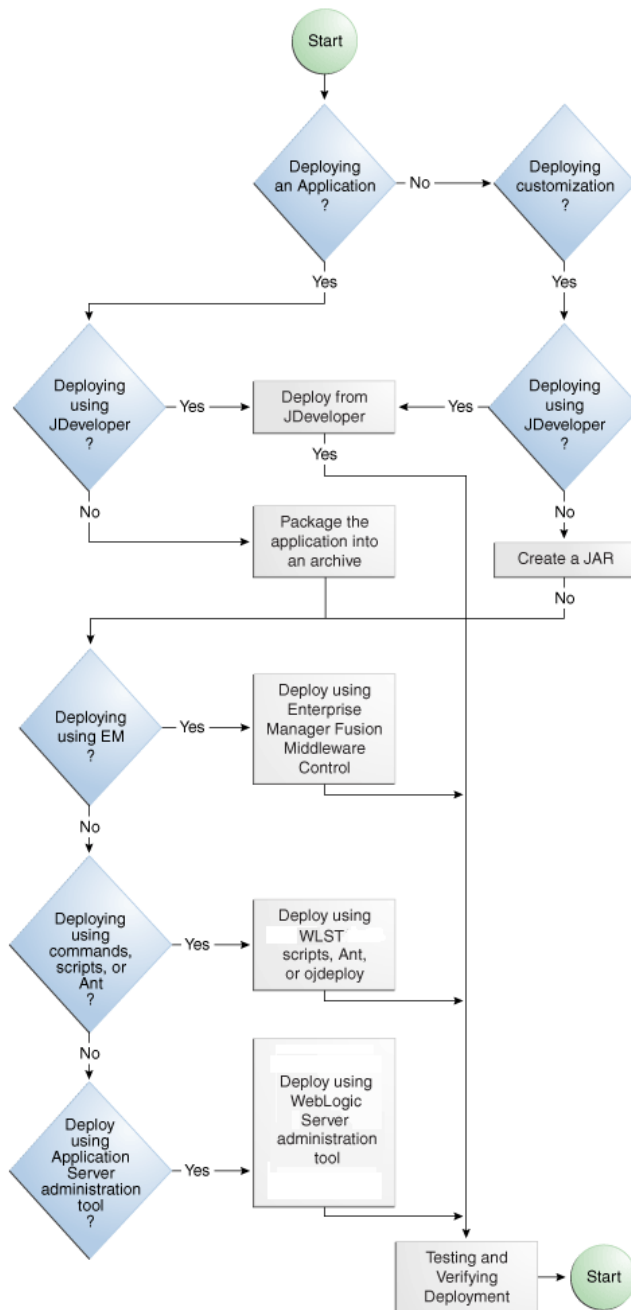 Start
Deploying
an Application
?
No
Deploying
customization
?
Yes
Yes
Deploying
using
JDeveloper
?
Yes
Deploy from
JDeveloper
Yes
Deploying
using
JDeveloper
?
Yes
No
Package the
application into
an archive
No
Create a JAR
No
Deploying
using EM
?
Yes
Deploy using
Enterprise
Manager Fusion
Middleware
Control
No
Deploying
using
commands,
scripts, or
Ant
?
Yes
Deploy using
WLST
scripts, Ant,
or ojdeploy
No
Deploy
using
Application
Server
administration
tool
?
Yes
Deploy using
WebLogic
Server
administration
tool
Testing and
Verifying
Deployment
Start